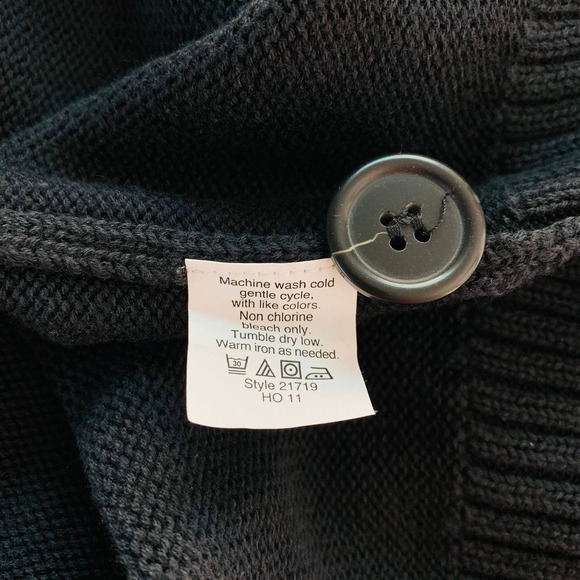 Machine wash cold
gentle cycle,
with like colors.
Non chlorine
bleach only.
Tumble dry low.
Warm iron as needed.
30
Style 21719
HO 11